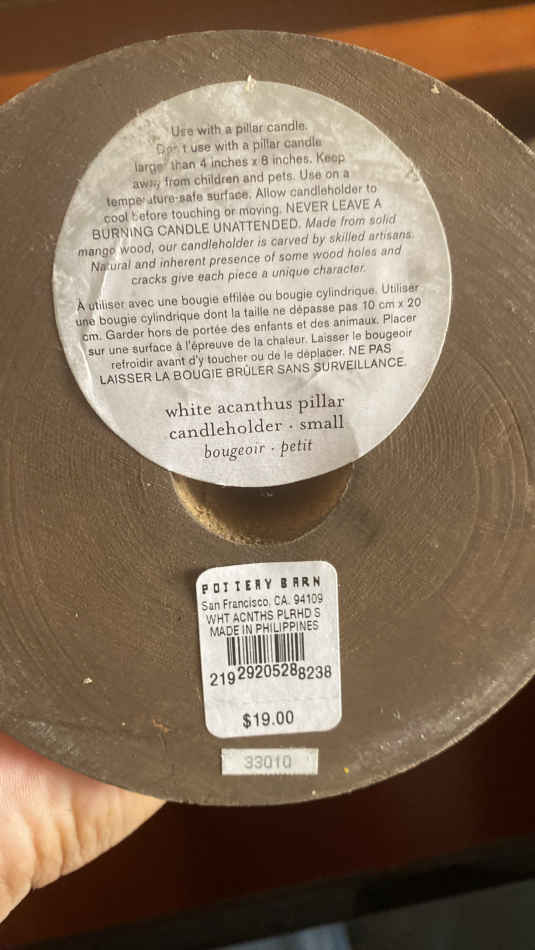 Use with a pillar candle.
Don't use with a pillar candle
larger than 4 inches x 8 inches. Keep
away from children and pets. Use on a
temperature-safe surface. Allow candleholder to
cool before touching or moving. NEVER LEAVE A
BURNING CANDLE UNATTENDED. Made from solid
mango wood, our candleholder is carved by skilled artisans.
Natural and inherent presence of some wood holes and
cracks give each piece a unique character.
À utiliser avec une bougie effilée ou bougie cylindrique. Utiliser
une bougie cylindrique dont la taille ne dépasse pas 10 cm x 20
cm. Garder hors de portée des enfants et des animaux. Placer
sur une surface à l'épreuve de la chaleur. Laisser le bougeoir
refroidir avant d'y toucher ou de le déplacer. NE PAS
LAISSER LA BOUGIE BRÛLER SANS SURVEILLANCE.
white acanthus pillar
candleholder · small
bougeoir · petit
POTTERY BARN
San Francisco, CA. 94109
WHT ACNTHS PLRHD S
MADE IN PHILIPPINES
21929205288238
$19.00
33010